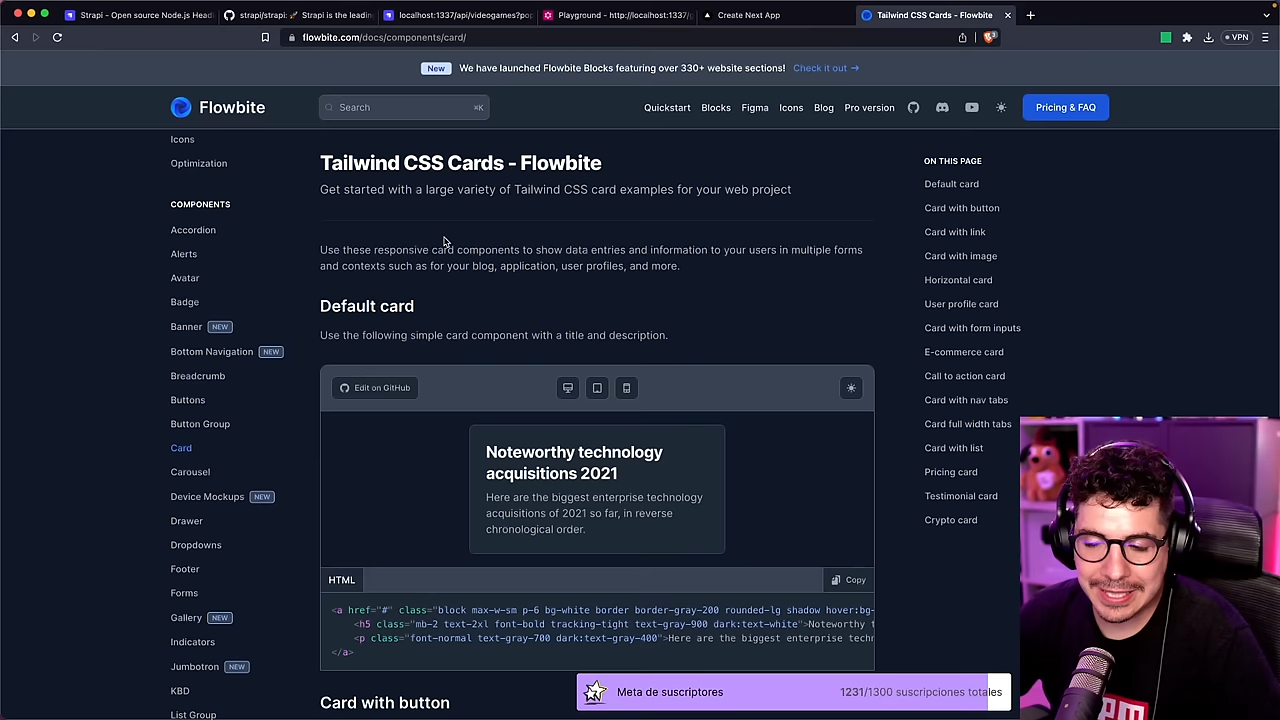 Strapi - Open source Node.js Head
strapi/strapi: 🚀 Strapi is the leading
localhost:1337/api/videogames?pop
Playground - http://localhost:1337/
Create Next App
Tailwind CSS Cards - Flowbite
flowbite.com/docs/components/card/
VPN
New
We have launched Flowbite Blocks featuring over 330+ website sections!
Check it out →
Flowbite
Search
⌘K
Quickstart
Blocks
Figma
Icons
Blog
Pro version
Pricing & FAQ
Icons
Optimization
COMPONENTS
Accordion
Alerts
Avatar
Badge
Banner NEW
Bottom Navigation NEW
Breadcrumb
Buttons
Button Group
Card
Carousel
Device Mockups NEW
Drawer
Dropdowns
Footer
Forms
Gallery NEW
Indicators
Jumbotron NEW
KBD
List Group
Tailwind CSS Cards - Flowbite
Get started with a large variety of Tailwind CSS card examples for your web project
Use these responsive card components to show data entries and information to your users in multiple forms
and contexts such as for your blog, application, user profiles, and more.
Default card
Use the following simple card component with a title and description.
Edit on GitHub
Noteworthy technology
acquisitions 2021
Here are the biggest enterprise technology
acquisitions of 2021 so far, in reverse
chronological order.
HTML
Copy
<a href="#" class="block max-w-sm p-6 bg-white border border-gray-200 rounded-lg shadow hover:bg-
<h5 class="mb-2 text-2xl font-bold tracking-tight text-gray-900 dark:text-white">Noteworthy t
<p class="font-normal text-gray-700 dark:text-gray-400">Here are the biggest enterprise techn
</a>
Card with button
ON THIS PAGE
Default card
Card with button
Card with link
Card with image
Horizontal card
User profile card
Card with form inputs
E-commerce card
Call to action card
Card with nav tabs
Card full width tabs
Card with list
Pricing card
Testimonial card
Crypto card
Meta de suscriptores
1231/1300 suscripciones totales